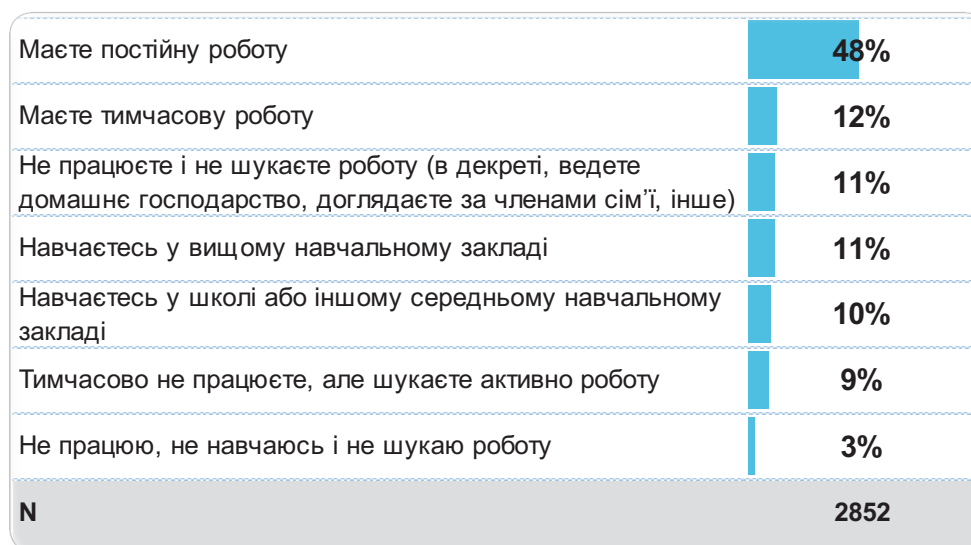 Маєте постійну роботу 48%
Маєте тимчасову роботу 12%
Не працюєте і не шукаєте роботу (в декреті, ведете
домашнє господарство, доглядаєте за членами сім’ї, інше) 11%
Навчаєтесь у вищому навчальному закладі 11%
Навчаєтесь у школі або іншому середньому навчальному
закладі 10%
Тимчасово не працюєте, але шукаєте активно роботу 9%
Не працюю, не навчаюсь і не шукаю роботу 3%
N 2852